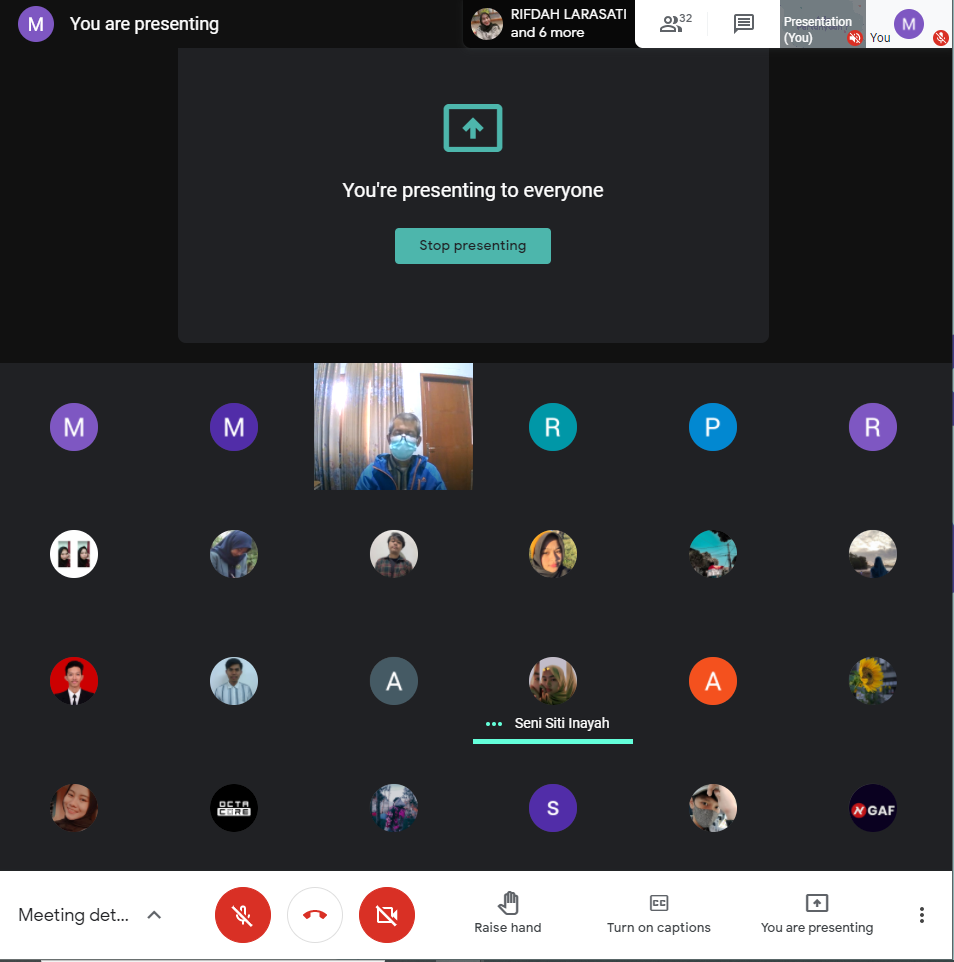 M
You are presenting
RIFDAH LARASATI
and 6 more
32
Presentation
(You)
You
M
You're presenting to everyone
Stop presenting
M
M
R
P
R
A
A
Seni Siti Inayah
OCTA
CORE
S
GAF
Meeting det...
Raise hand
CC
Turn on captions
You are presenting